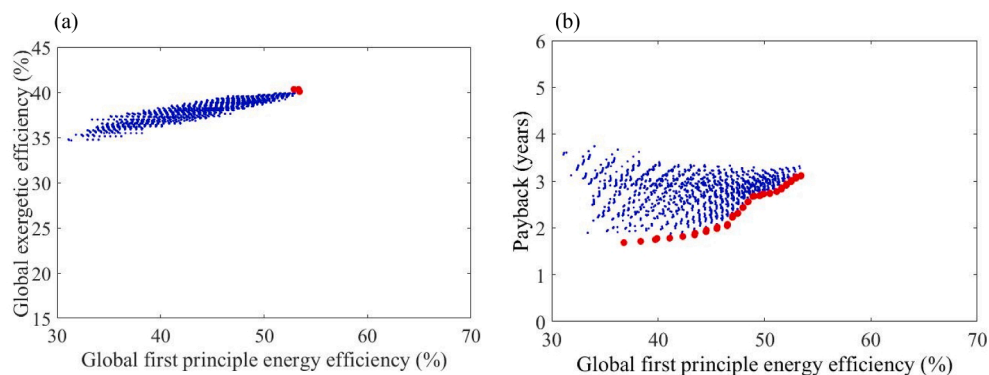 (a)
45
40
35
30
25
20
15
Global exergetic efficiency (%)
30 40 50 60 70
Global first principle energy efficiency (%)
(b)
6
5
4
3
2
1
0
Payback (years)
30 40 50 60 70
Global first principle energy efficiency (%)